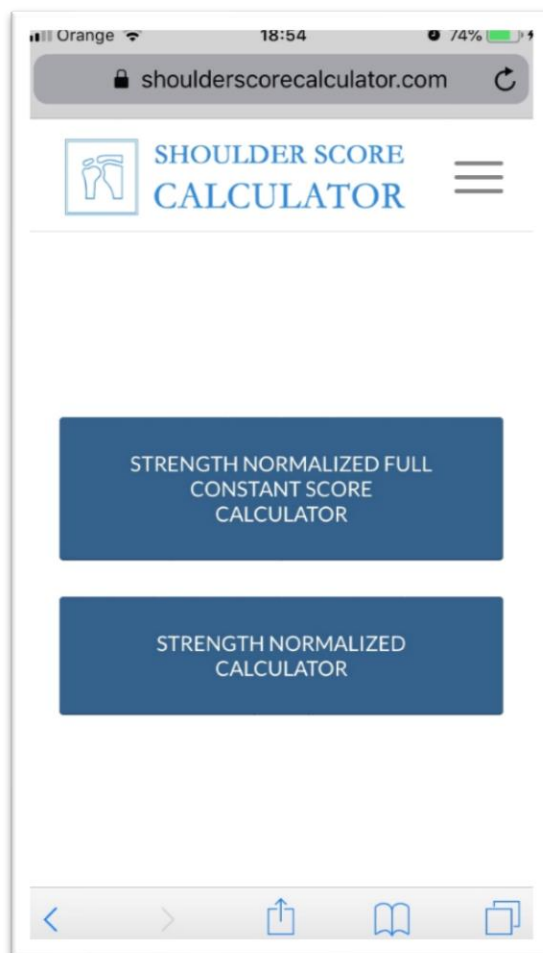 Orange 18:54 74%
shoulderscorecalculator.com
SHOULDER SCORE
CALCULATOR
STRENGTH NORMALIZED FULL
CONSTANT SCORE
CALCULATOR
STRENGTH NORMALIZED
CALCULATOR